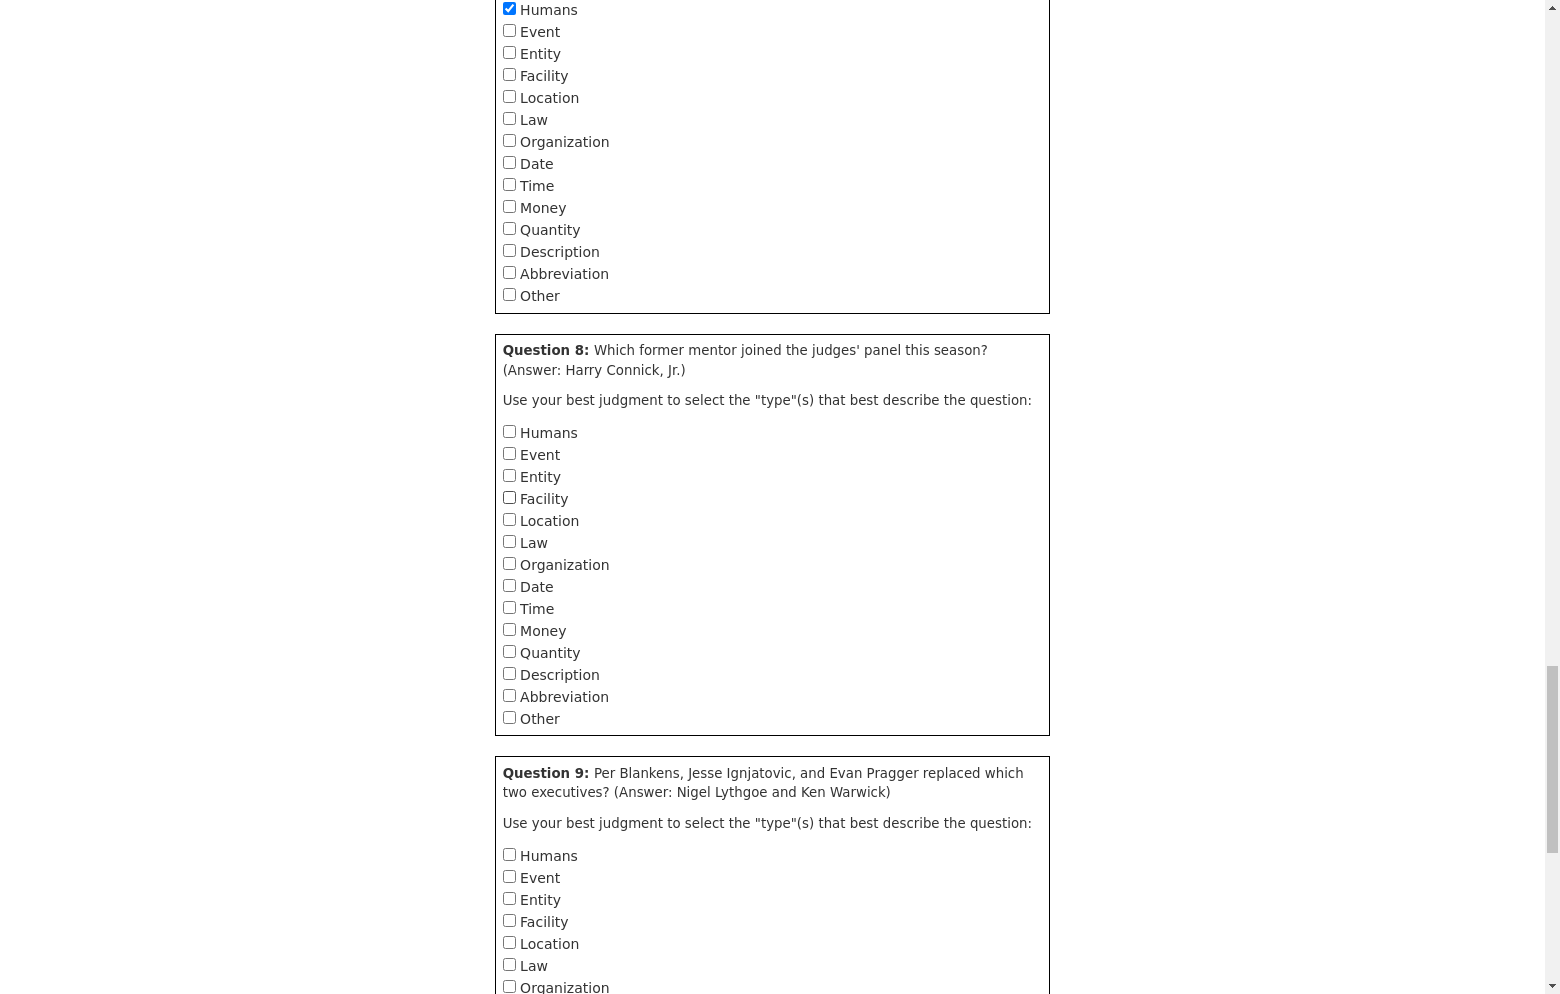 Humans
Event
Entity
Facility
Location
Law
Organization
Date
Time
Money
Quantity
Description
Abbreviation
Other
Question 8: Which former mentor joined the judges' panel this season?
(Answer: Harry Connick, Jr.)
Use your best judgment to select the "type"(s) that best describe the question:
Humans
Event
Entity
Facility
Location
Law
Organization
Date
Time
Money
Quantity
Description
Abbreviation
Other
Question 9: Per Blankens, Jesse Ignjatovic, and Evan Pragger replaced which
two executives? (Answer: Nigel Lythgoe and Ken Warwick)
Use your best judgment to select the "type"(s) that best describe the question:
Humans
Event
Entity
Facility
Location
Law
Organization